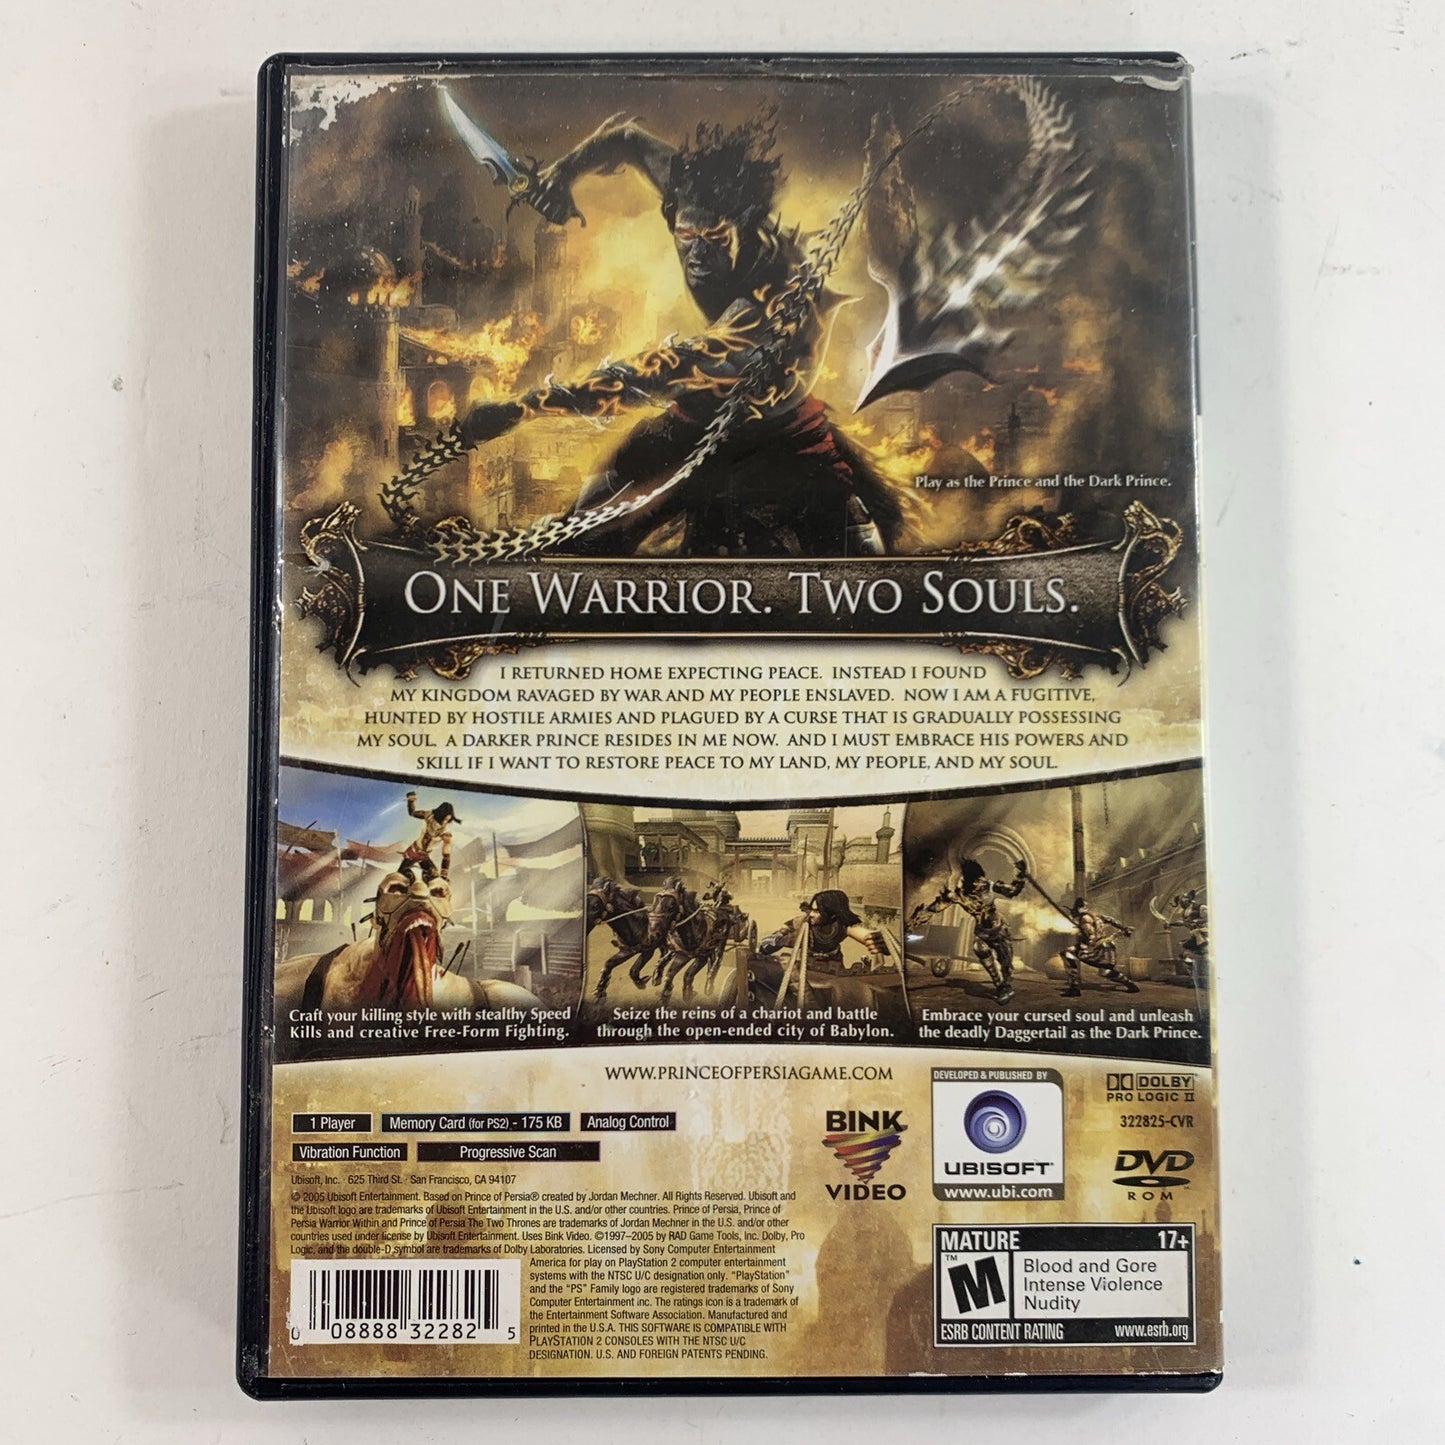 Play as the Prince and the Dark Prince.
ONE WARRIOR. TWO SOULS.
I RETURNED HOME EXPECTING PEACE. INSTEAD I FOUND
MY KINGDOM RAVAGED BY WAR AND MY PEOPLE ENSLAVED. NOW I AM A FUGITIVE,
HUNTED BY HOSTILE ARMIES AND PLAGUED BY A CURSE THAT IS GRADUALLY POSSESSING
MY SOUL. A DARKER PRINCE RESIDES IN ME NOW. AND I MUST EMBRACE HIS POWERS AND
SKILL IF I WANT TO RESTORE PEACE TO MY LAND, MY PEOPLE, AND MY SOUL.
Craft your killing style with stealthy Speed
Kills and creative Free-Form Fighting.
Seize the reins of a chariot and battle
through the open-ended city of Babylon.
Embrace your cursed soul and unleash
the deadly Daggertail as the Dark Prince.
WWW.PRINCEOFPERSIAGAME.COM
1 Player
Memory Card (for PS2) - 175 KB
Analog Control
Vibration Function
Progressive Scan
Ubisoft, Inc. · 625 Third St. · San Francisco, CA 94107
© 2005 Ubisoft Entertainment. Based on Prince of Persia® created by Jordan Mechner. All Rights Reserved. Ubisoft and
the Ubisoft logo are trademarks of Ubisoft Entertainment in the U.S. and/or other countries. Prince of Persia, Prince of
Persia Warrior Within and Prince of Persia The Two Thrones are trademarks of Jordan Mechner in the U.S. and/or other
countries used under license by Ubisoft Entertainment. Uses Bink Video. ©1997–2005 by RAD Game Tools, Inc. Dolby, Pro
Logic, and the double-D symbol are trademarks of Dolby Laboratories. Licensed by Sony Computer Entertainment
America for play on PlayStation 2 computer entertainment
systems with the NTSC U/C designation only. "PlayStation"
and the "PS" Family logo are registered trademarks of Sony
Computer Entertainment Inc. The ratings icon is a trademark of
the Entertainment Software Association. Manufactured and
printed in the U.S.A. THIS SOFTWARE IS COMPATIBLE WITH
PLAYSTATION 2 CONSOLES WITH THE NTSC U/C
DESIGNATION. U.S. AND FOREIGN PATENTS PENDING.
0 08888 32282 5
BINK
VIDEO
DEVELOPED & PUBLISHED BY
UBISOFT™
www.ubi.com
DOLBY
PRO LOGIC II
322825-CVR
DVD
ROM
MATURE 17+
M
™
Blood and Gore
Intense Violence
Nudity
ESRB CONTENT RATING www.esrb.org